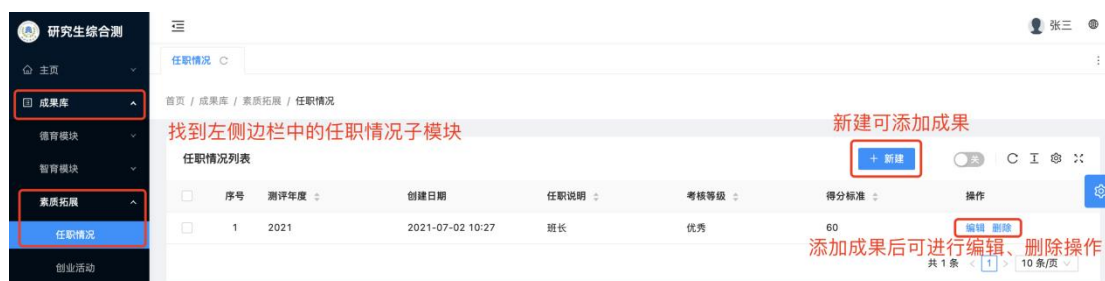 研究生综合测
张三
主页
任职情况
成果库
首页 / 成果库 / 素质拓展 / 任职情况
德育模块
找到左侧边栏中的任职情况子模块
新建可添加成果
智育模块
任职情况列表
+ 新建
关
素质拓展
序号 测评年度 创建日期 任职说明 考核等级 得分标准 操作
任职情况
1 2021 2021-07-02 10:27 班长 优秀 60 编辑 删除
添加成果后可进行编辑、删除操作
创业活动
共 1 条 < 1 > 10 条/页